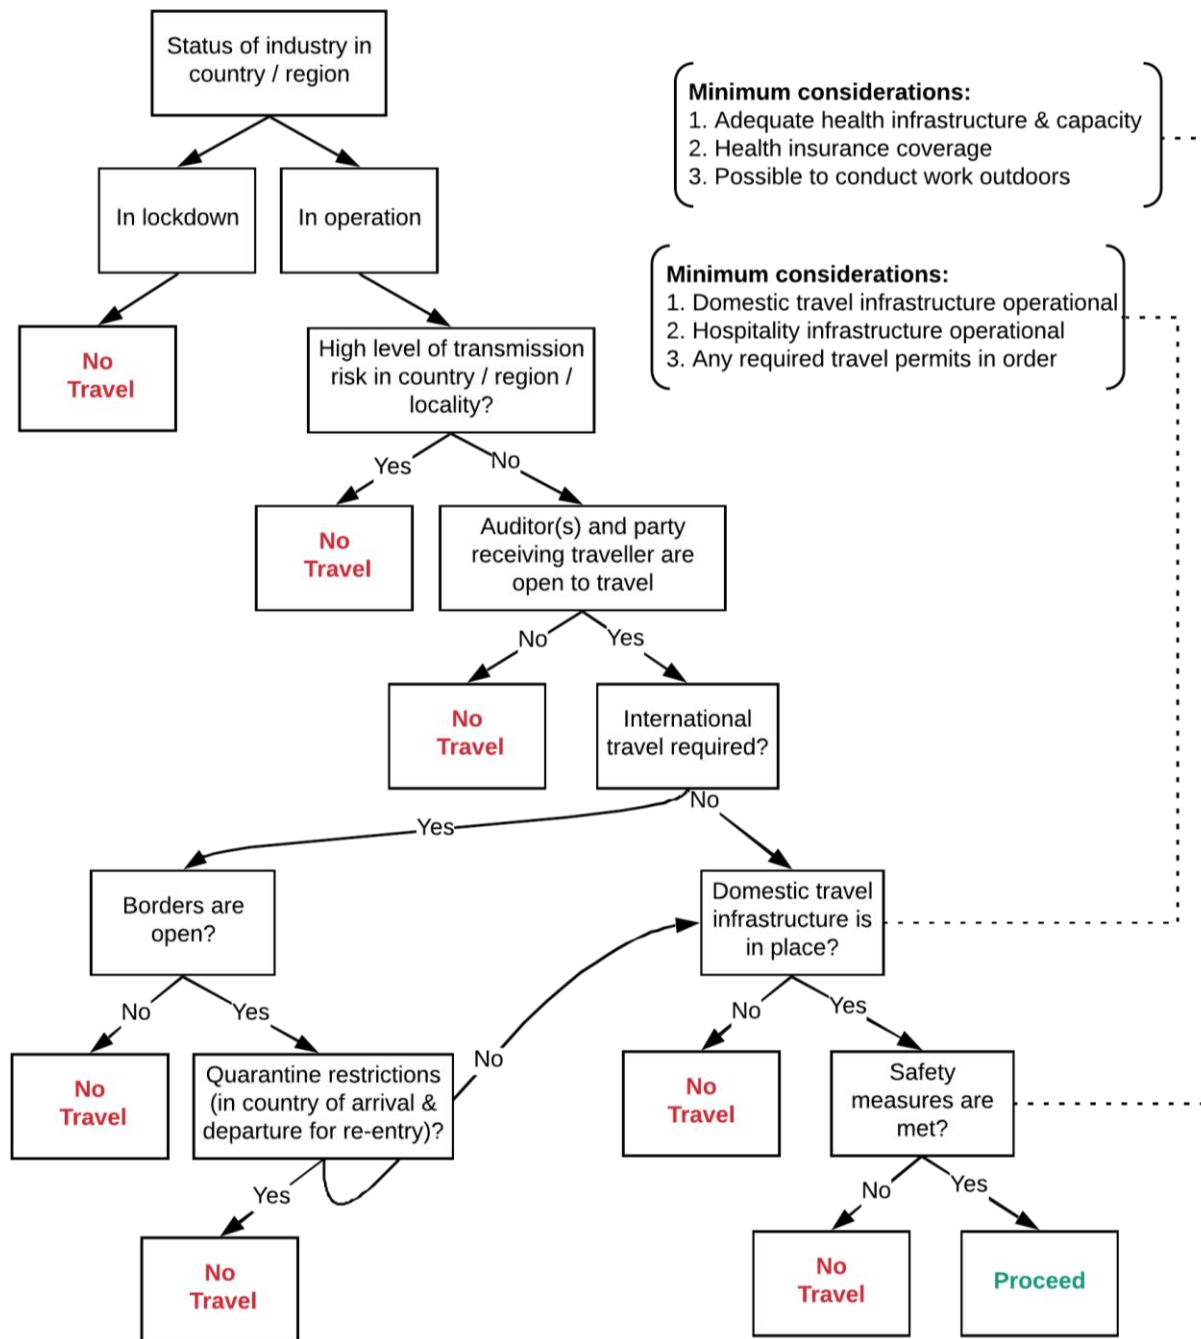 Status of industry in
country / region
Minimum considerations:
1. Adequate health infrastructure & capacity
2. Health insurance coverage
3. Possible to conduct work outdoors
In lockdown
In operation
Minimum considerations:
1. Domestic travel infrastructure operational
2. Hospitality infrastructure operational
3. Any required travel permits in order
No
Travel
High level of transmission
risk in country / region /
locality?
Yes
No
No
Travel
Auditor(s) and party
receiving traveller are
open to travel
No
Yes
No
Travel
International
travel required?
Yes
No
Borders are
open?
Domestic travel
infrastructure is
in place?
No
Yes
No
Travel
Quarantine restrictions
(in country of arrival &
departure for re-entry)?
No
Yes
No
Travel
No
Yes
No
Travel
Safety
measures are
met?
No
Yes
No
Travel
Proceed